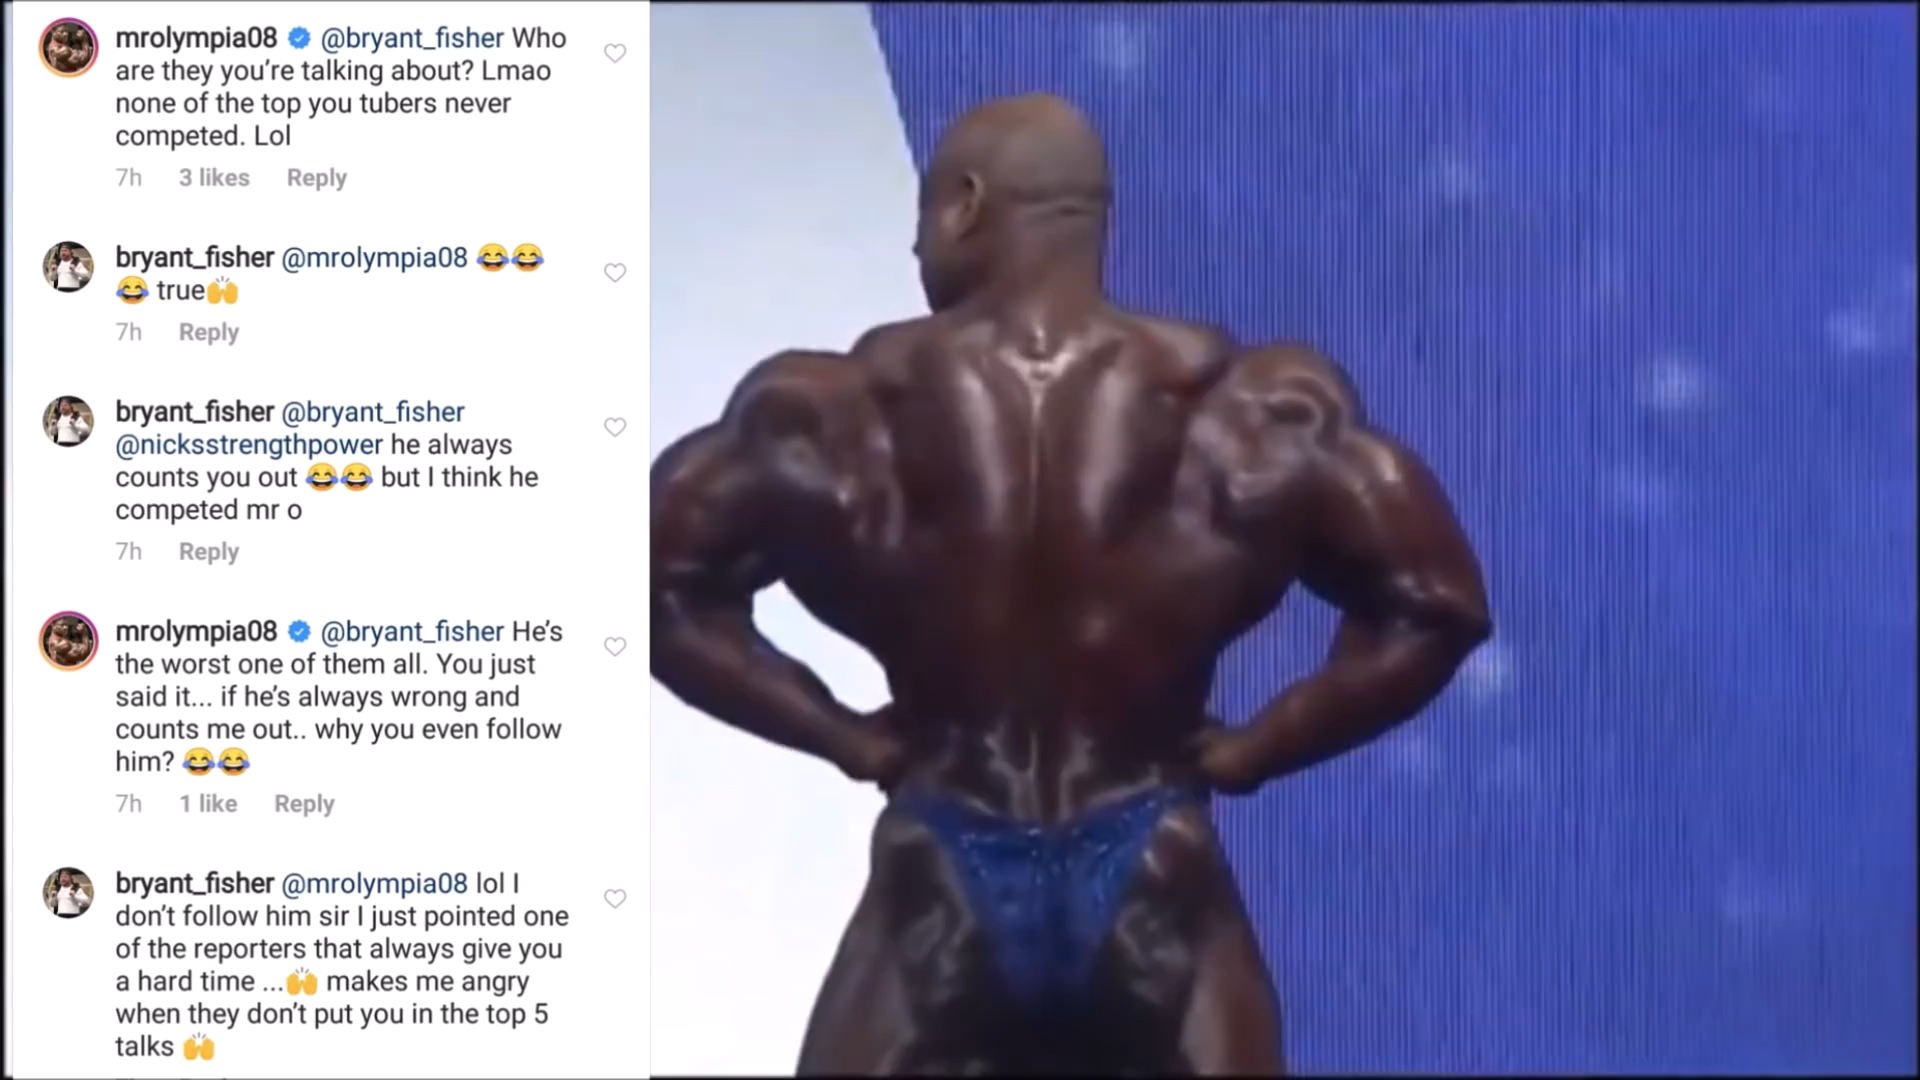 mrolympia08 @bryant_fisher Who
are they you're talking about? Lmao
none of the top you tubers never
competed. Lol
7h 3 likes Reply
bryant_fisher @mrolympia08 😂😂
😂 true🙌
7h Reply
bryant_fisher @bryant_fisher
@nicksstrengthpower he always
counts you out 😂😂 but I think he
competed mr o
7h Reply
mrolympia08 @bryant_fisher He's
the worst one of them all. You just
said it... if he's always wrong and
counts me out.. why you even follow
him? 😂😂
7h 1 like Reply
bryant_fisher @mrolympia08 lol I
don't follow him sir I just pointed one
of the reporters that always give you
a hard time ...🙌 makes me angry
when they don't put you in the top 5
talks 🙌